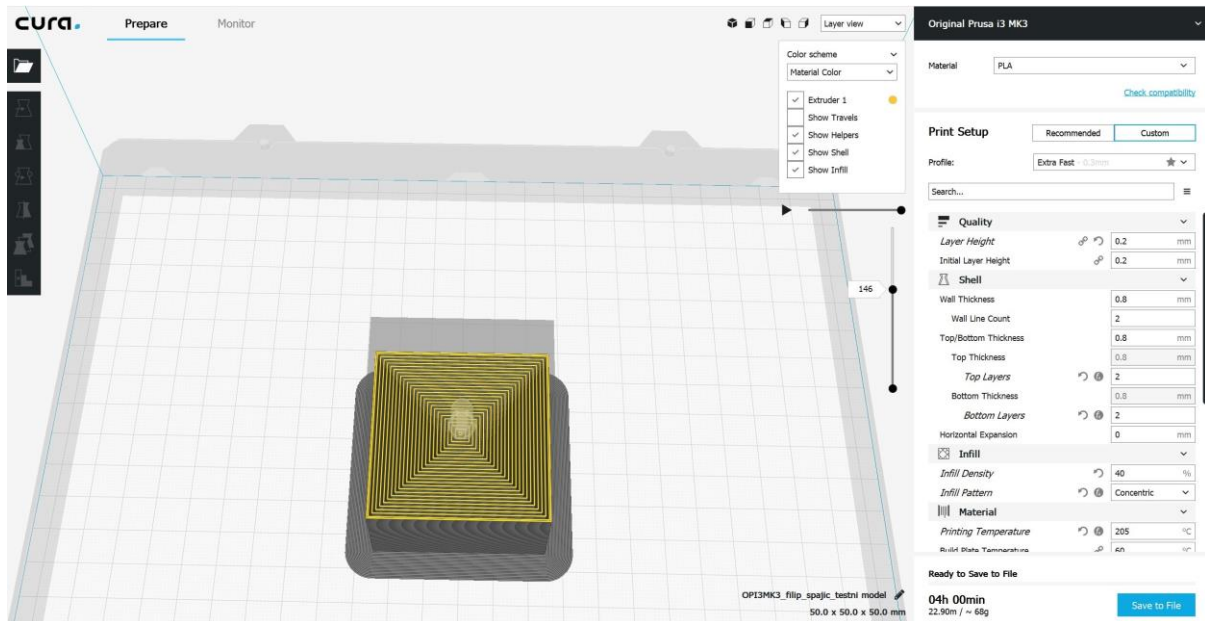 cura.
Prepare
Monitor
Layer view
Color scheme
Material Color
Extruder 1
Show Travels
Show Helpers
Show Shell
Show Infill
146
OPI3MK3_filip_spajic_testni model
50.0 x 50.0 x 50.0 mm
Original Prusa i3 MK3
Material PLA
Check compatibility
Print Setup Recommended Custom
Profile: Extra Fast - 0.3mm
Search...
Quality
Layer Height 0.2 mm
Initial Layer Height 0.2 mm
Shell
Wall Thickness 0.8 mm
Wall Line Count 2
Top/Bottom Thickness 0.8 mm
Top Thickness 0.8 mm
Top Layers 2
Bottom Thickness 0.8 mm
Bottom Layers 2
Horizontal Expansion 0 mm
Infill
Infill Density 40 %
Infill Pattern Concentric
Material
Printing Temperature 205 °C
Build Plate Temperature 60 °C
Ready to Save to File
04h 00min
22.90m / ~ 68g
Save to File